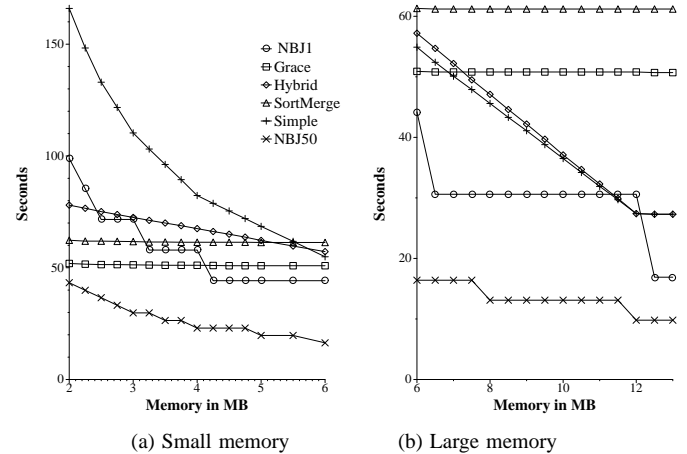 150
100
50
0
Seconds
2
3
4
5
6
Memory in MB
NBJ1
Grace
Hybrid
SortMerge
Simple
NBJ50
(a) Small memory
60
40
20
0
Seconds
6
8
10
12
Memory in MB
(b) Large memory